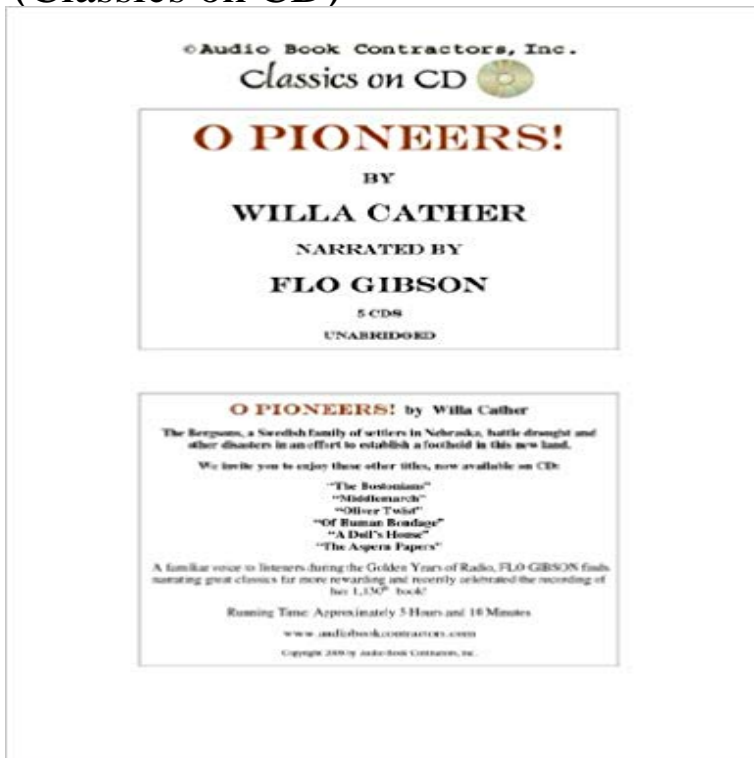 (Classics on CD)
©Audio Book Contractors, Inc.
Classics on CD
O PIONEERS!
BY
WILLA CATHER
NARRATED BY
FLO GIBSON
5 CDS
UNABRIDGED
O PIONEERS! by Willa Cather
The Bergsons, a Swedish family of settlers in Nebraska, battle drought and
other disasters in an effort to establish a foothold in this new land.
We invite you to enjoy these other titles, now available on CD:
"The Bostonians"
"Middlemarch"
"Oliver Twist"
"Of Human Bondage"
"A Doll's House"
"The Aspern Papers"
A familiar voice to listeners during the Golden Years of Radio, FLO GIBSON finds
narrating great classics far more rewarding and recently celebrated the recording of
her 1,130th book!
Running Time: Approximately 5 Hours and 10 Minutes
www.audiobookcontractors.com
Copyright by Audio Book Contractors, Inc.